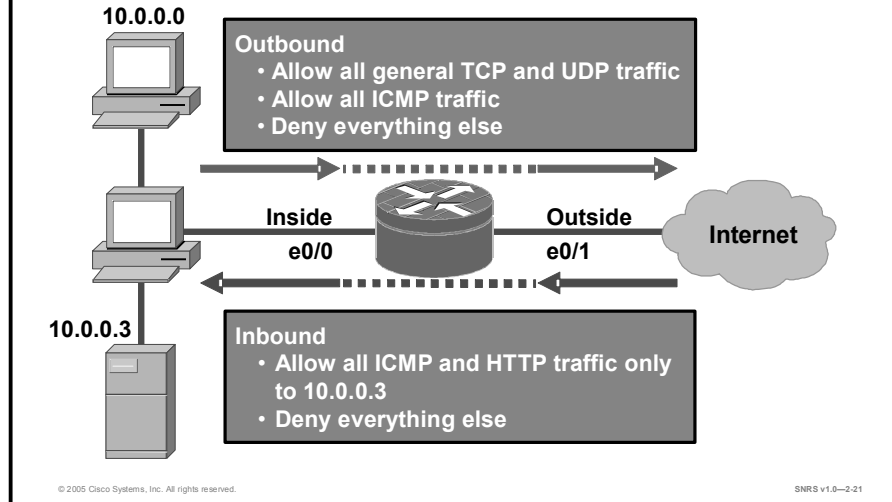 10.0.0.0
Outbound
• Allow all general TCP and UDP traffic
• Allow all ICMP traffic
• Deny everything else
Inside
Outside
e0/0
e0/1
Internet
10.0.0.3
Inbound
• Allow all ICMP and HTTP traffic only
to 10.0.0.3
• Deny everything else
© 2005 Cisco Systems, Inc. All rights reserved.
SNRS v1.0—2-21